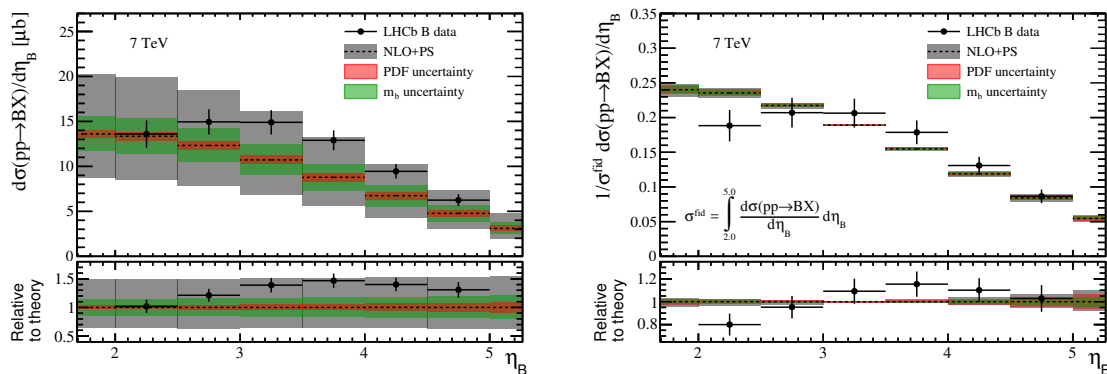 dσ(pp→BX)/dη_B [μb]
25
20
15
10
5
0
7 TeV
LHCb B data
NLO+PS
PDF uncertainty
m_b uncertainty
Relative
to theory
1.5
1
0.5
2
3
4
5
η_B
1/σ^fid dσ(pp→BX)/dη_B
0.35
0.3
0.25
0.2
0.15
0.1
0.05
0
7 TeV
LHCb B data
NLO+PS
PDF uncertainty
m_b uncertainty
σ^fid = ∫_2.0^5.0 dσ(pp→BX)/dη_B dη_B
Relative
to theory
1.2
1
0.8
2
3
4
5
η_B